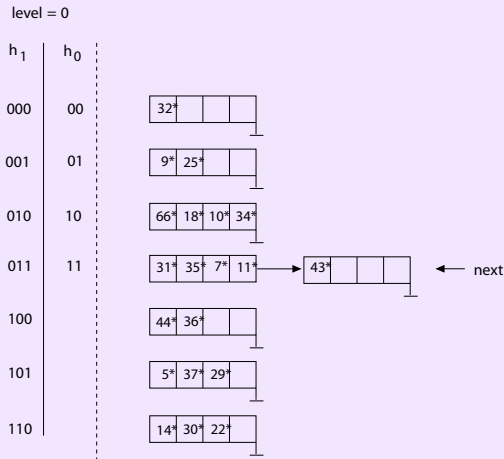 level = 0
h1 h0
000 00 32*
001 01 9* 25*
010 10 66* 18* 10* 34*
011 11 31* 35* 7* 11* 43* next
100 44* 36*
101 5* 37* 29*
110 14* 30* 22*